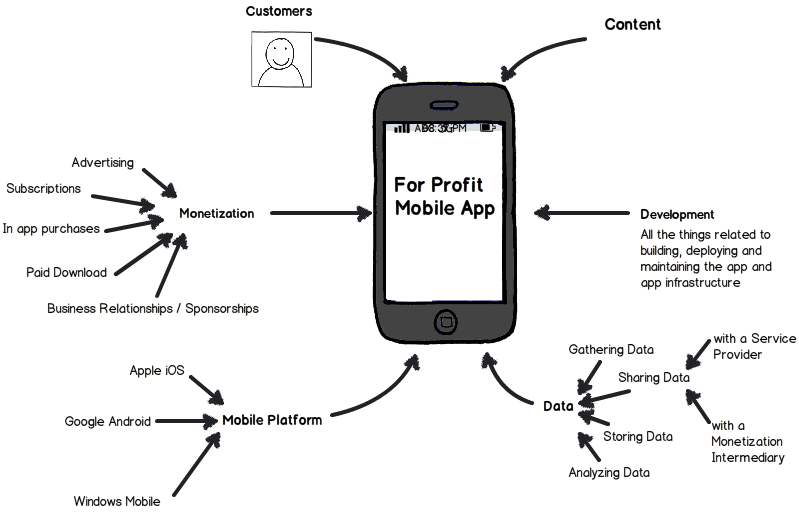 Customers
Content
For Profit
Mobile App
Advertising
Subscriptions
In app purchases
Paid Download
Business Relationships / Sponsorships
Monetization
Development
All the things related to
building, deploying and
maintaining the app and
app infrastructure
Apple iOS
Google Android
Windows Mobile
Mobile Platform
Data
Gathering Data
Sharing Data
Storing Data
Analyzing Data
with a Service
Provider
with a
Monetization
Intermediary